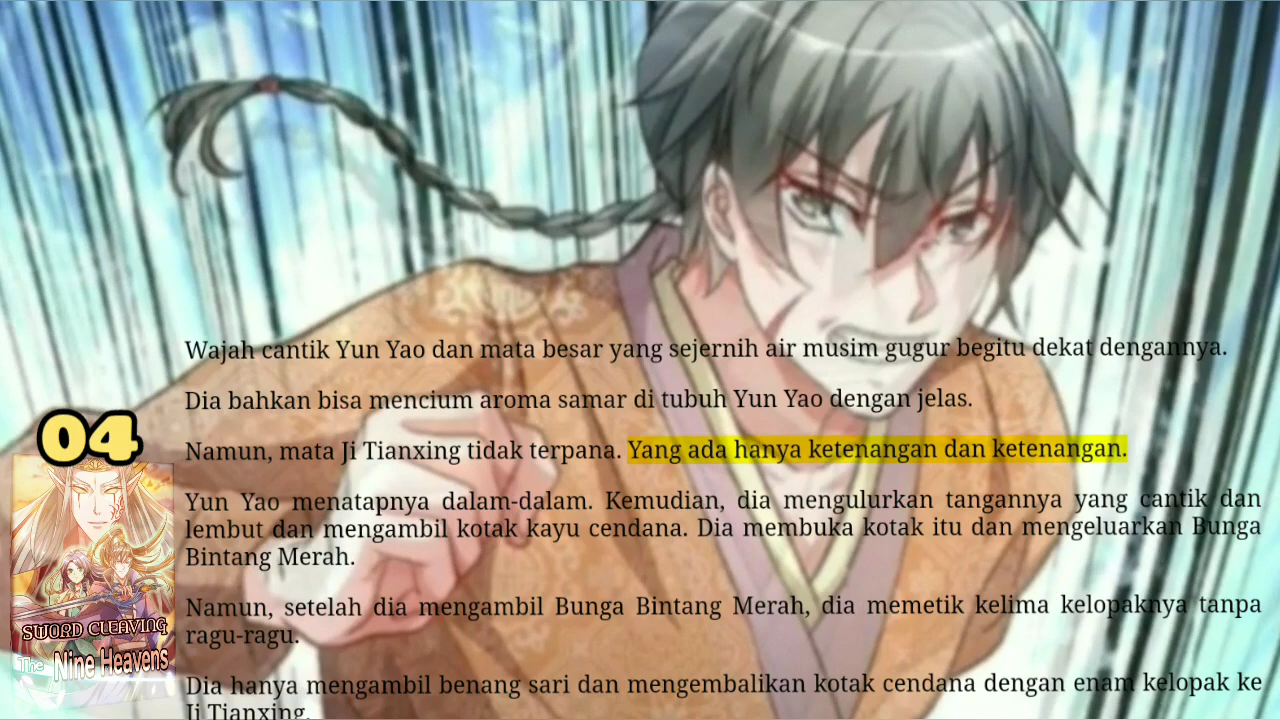 Wajah cantik Yun Yao dan mata besar yang sejernih air musim gugur begitu dekat dengannya.
Dia bahkan bisa mencium aroma samar di tubuh Yun Yao dengan jelas.
04
Namun, mata Ji Tianxing tidak terpana. Yang ada hanya ketenangan dan ketenangan.
Yun Yao menatapnya dalam-dalam. Kemudian, dia mengulurkan tangannya yang cantik dan
lembut dan mengambil kotak kayu cendana. Dia membuka kotak itu dan mengeluarkan Bunga
Bintang Merah.
Namun, setelah dia mengambil Bunga Bintang Merah, dia memetik kelima kelopaknya tanpa
ragu-ragu.
SWORD CLEAVING
The Nine Heavens
Dia hanya mengambil benang sari dan mengembalikan kotak cendana dengan enam kelopak ke
Ji Tianxing.